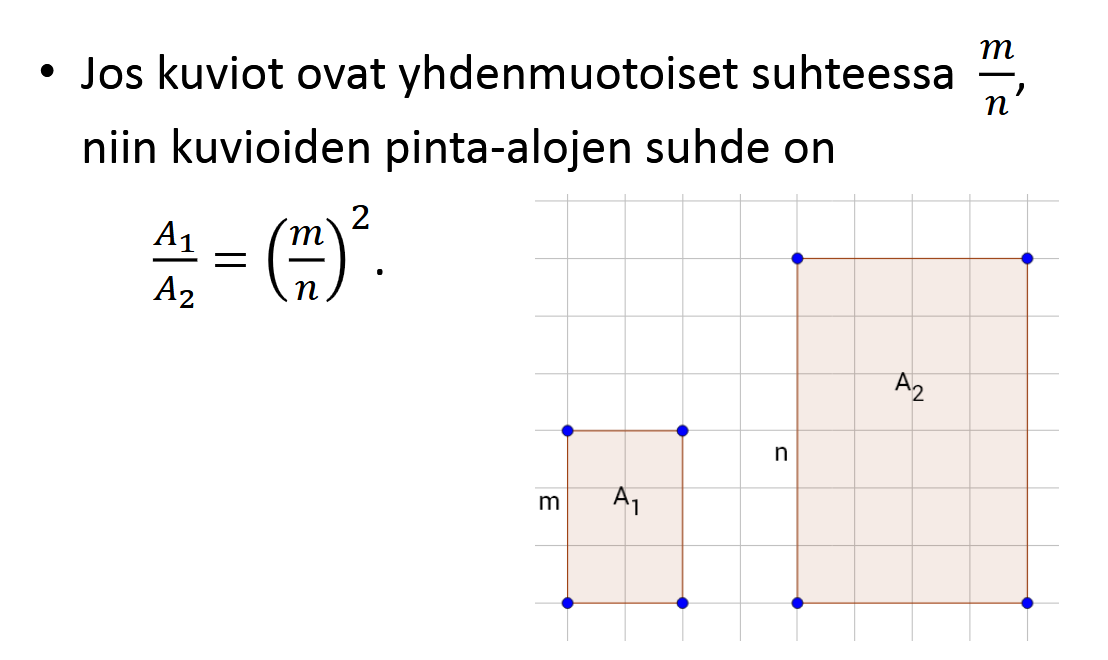 • Jos kuviot ovat yhdenmuotoiset suhteessa m/n,
niin kuvioiden pinta-alojen suhde on
A₁/A₂ = (m/n)².
A₂
n
m
A₁